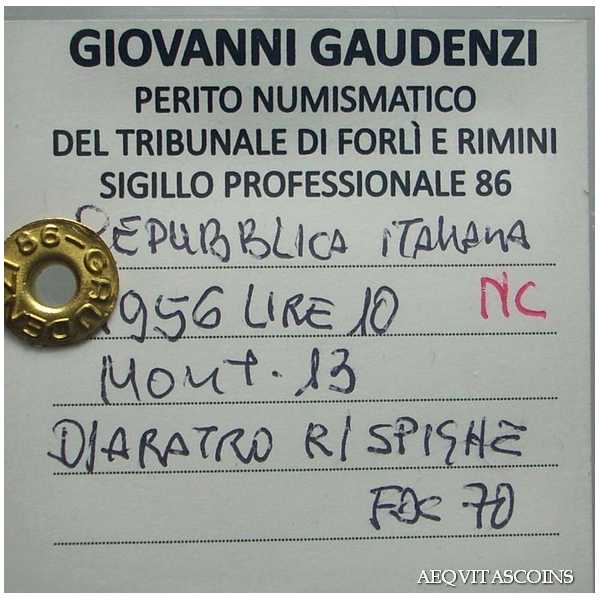 GIOVANNI GAUDENZI
PERITO NUMISMATICO
DEL TRIBUNALE DI FORLÌ E RIMINI
SIGILLO PROFESSIONALE 86
REPUBBLICA ITALIANA
1956 LIRE 10 NC
MONT. 13
D/ARATRO R/SPIGHE
FDC 70
86-GAUDENZI
AEQVITASCOINS